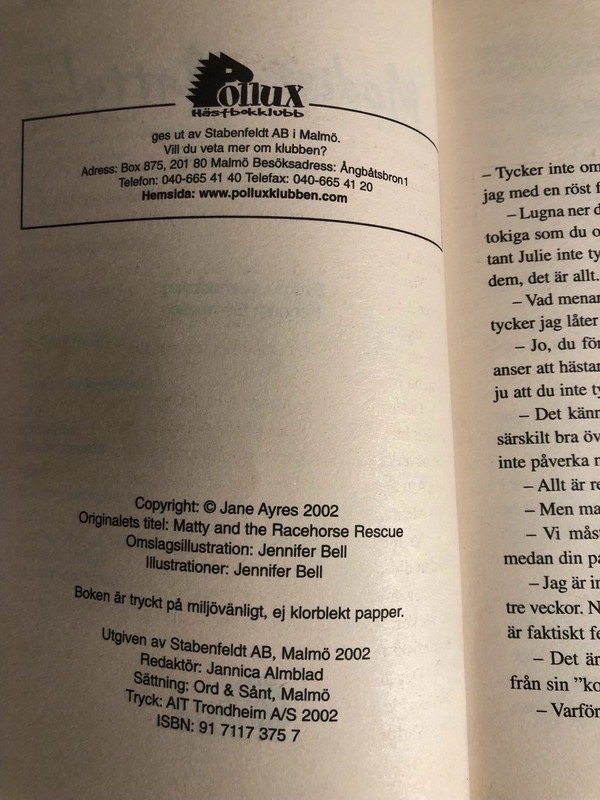 Pollux
Hästbokklubb
ges ut av Stabenfeldt AB i Malmö.
Vill du veta mer om klubben?
Adress: Box 875, 201 80 Malmö Besöksadress: Ångbåtsbron1
Telefon: 040-665 41 40 Telefax: 040-665 41 20
Hemsida: www.polluxklubben.com
Copyright: © Jane Ayres 2002
Originalets titel: Matty and the Racehorse Rescue
Omslagsillustration: Jennifer Bell
Illustrationer: Jennifer Bell
Boken är tryckt på miljövänligt, ej klorblekt papper.
Utgiven av Stabenfeldt AB, Malmö 2002
Redaktör: Jannica Almblad
Sättning: Ord & Sånt, Malmö
Tryck: AIT Trondheim A/S 2002
ISBN: 91 7117 375 7
– Tycker inte om
jag med en röst f
– Lugna ner d
tokiga som du o
tant Julie inte ty
dem, det är allt.
– Vad menar
tycker jag låter
– Jo, du för
anser att hästar
ju att du inte ty
– Det känn
särskilt bra öv
inte påverka n
– Allt är re
– Men ma
– Vi måst
medan din pa
– Jag är in
tre veckor. N
är faktiskt fe
– Det är
från sin ”ko
– Varför